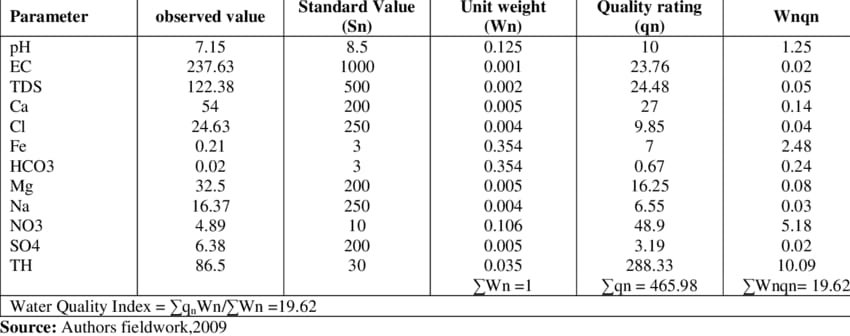 Parameter observed value Standard Value (Sn) Unit weight (Wn) Quality rating (qn) Wnqn
pH 7.15 8.5 0.125 10 1.25
EC 237.63 1000 0.001 23.76 0.02
TDS 122.38 500 0.002 24.48 0.05
Ca 54 200 0.005 27 0.14
Cl 24.63 250 0.004 9.85 0.04
Fe 0.21 3 0.354 7 2.48
HCO3 0.02 3 0.354 0.67 0.24
Mg 32.5 200 0.005 16.25 0.08
Na 16.37 250 0.004 6.55 0.03
NO3 4.89 10 0.106 48.9 5.18
SO4 6.38 200 0.005 3.19 0.02
TH 86.5 30 0.035 288.33 10.09
∑Wn =1 ∑qn = 465.98 ∑Wnqn= 19.62
Water Quality Index = ∑qnWn/∑Wn =19.62
Source: Authors fieldwork,2009